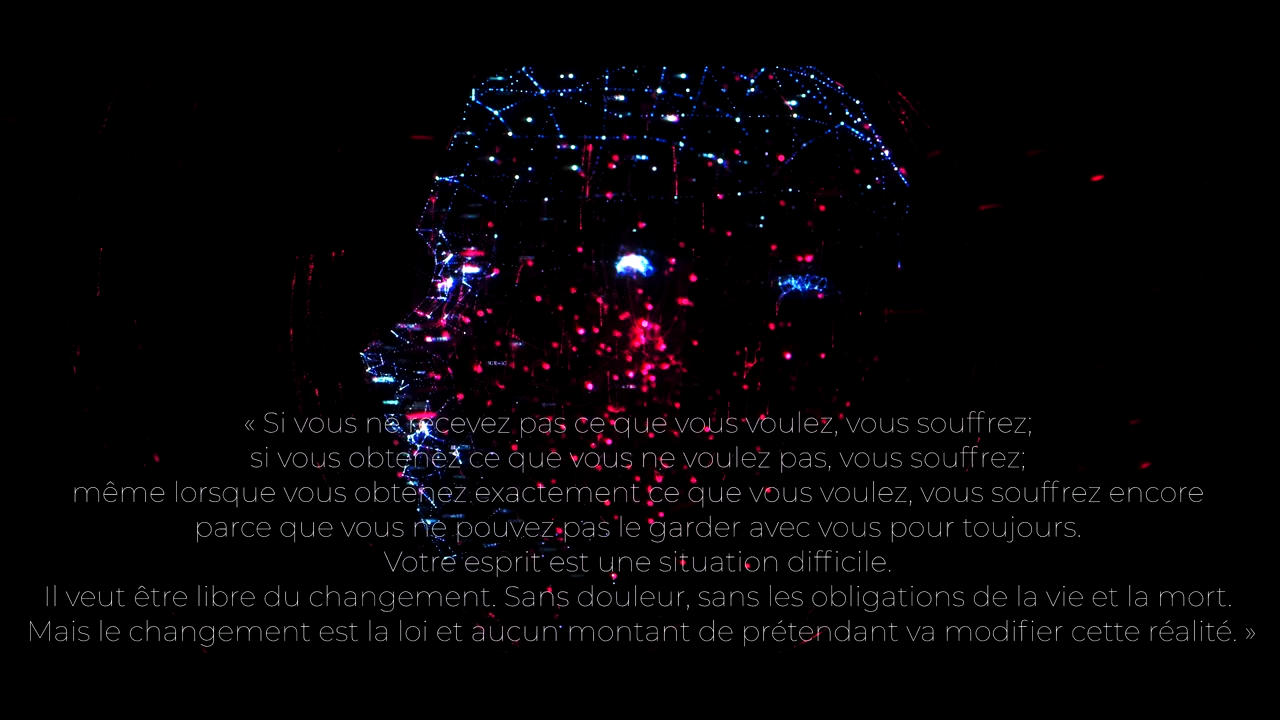 « Si vous ne recevez pas ce que vous voulez, vous souffrez;
si vous obtenez ce que vous ne voulez pas, vous souffrez;
même lorsque vous obtenez exactement ce que vous voulez, vous souffrez encore
parce que vous ne pouvez pas le garder avec vous pour toujours.
Votre esprit est une situation difficile.
Il veut être libre du changement. Sans douleur, sans les obligations de la vie et la mort.
Mais le changement est la loi et aucun montant de prétendant va modifier cette réalité. »